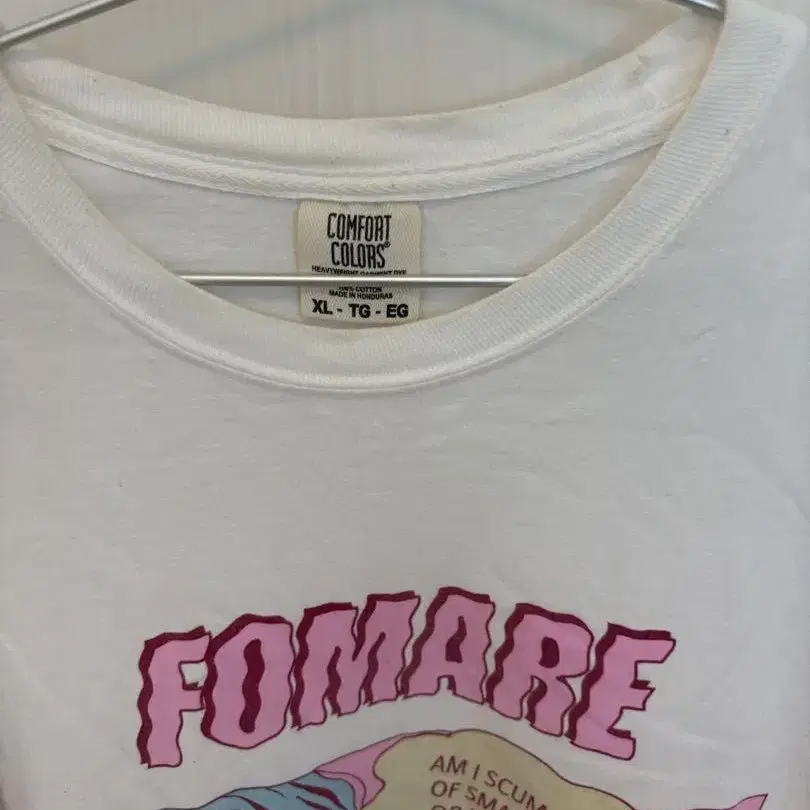 COMFORT
COLORS®
HEAVYWEIGHT GARMENT DYE
100% COTTON
MADE IN HONDURAS
XL - TG - EG
FOMARE
AM I SCUM
OF SMA